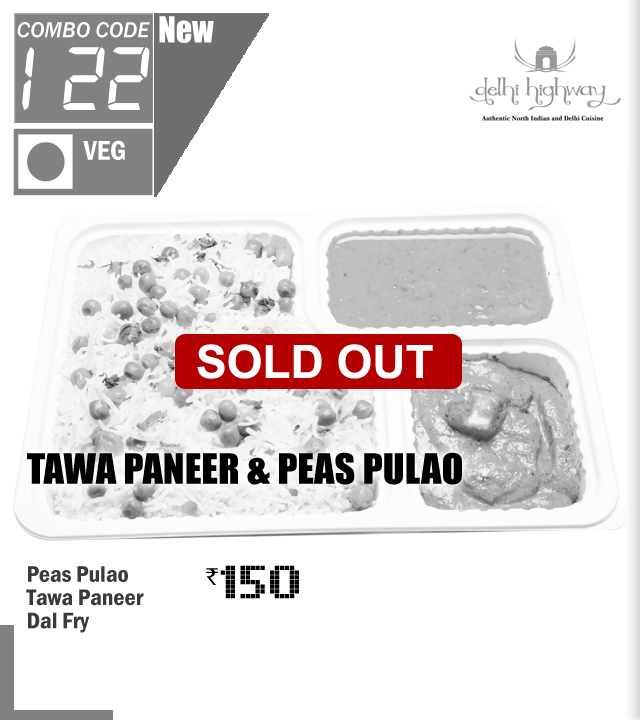 COMBO CODE
New
122
VEG
delhi highway
Authentic North Indian and Delhi Cuisine
SOLD OUT
TAWA PANEER & PEAS PULAO
Peas Pulao
₹150
Tawa Paneer
Dal Fry